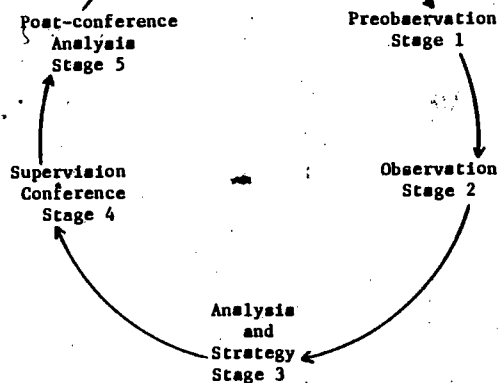 Post-conference
Analysis
Stage 5
Preobservation
Stage 1
Supervision
Conference
Stage 4
Observation
Stage 2
Analysis
and
Strategy
Stage 3